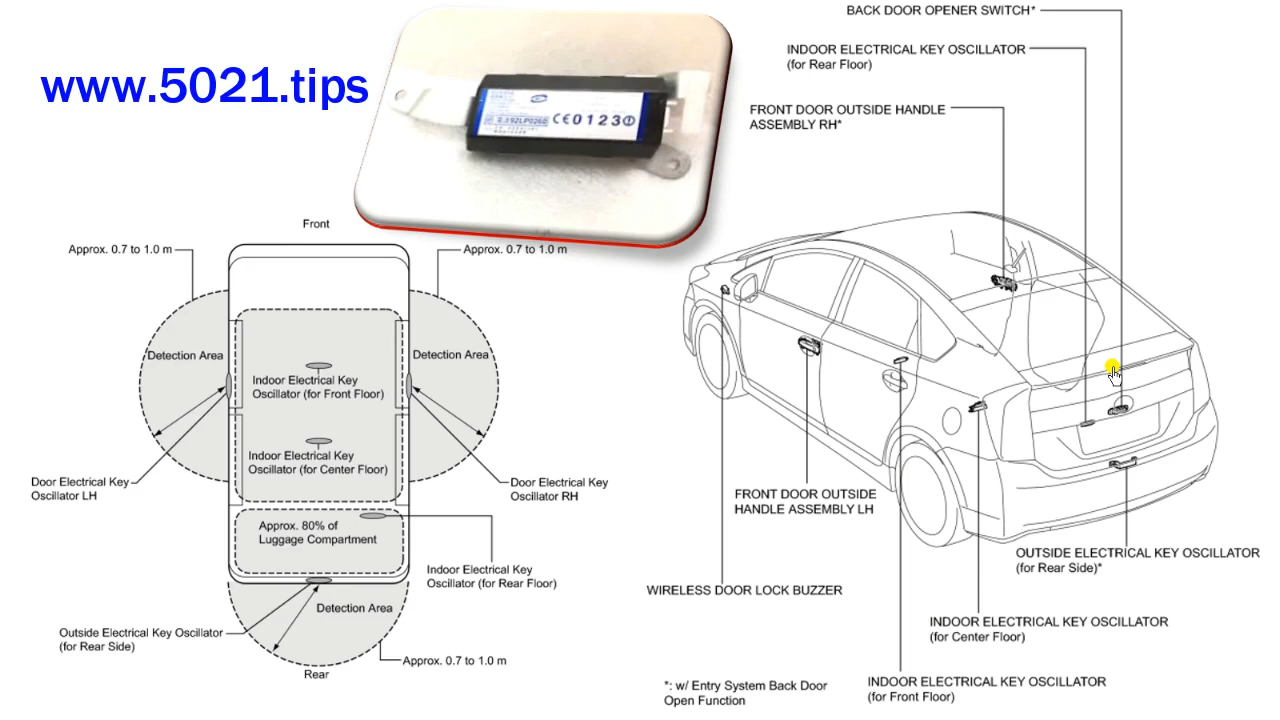 www.5021.tips
CE0123
Front
Approx. 0.7 to 1.0 m
Approx. 0.7 to 1.0 m
Detection Area
Detection Area
Indoor Electrical Key
Oscillator (for Front Floor)
Indoor Electrical Key
Oscillator (for Center Floor)
Door Electrical Key
Oscillator LH
Door Electrical Key
Oscillator RH
Approx. 80% of
Luggage Compartment
Indoor Electrical Key
Oscillator (for Rear Floor)
Detection Area
Outside Electrical Key Oscillator
(for Rear Side)
Approx. 0.7 to 1.0 m
Rear
BACK DOOR OPENER SWITCH*
INDOOR ELECTRICAL KEY OSCILLATOR
(for Rear Floor)
FRONT DOOR OUTSIDE HANDLE
ASSEMBLY RH*
FRONT DOOR OUTSIDE
HANDLE ASSEMBLY LH
OUTSIDE ELECTRICAL KEY OSCILLATOR
(for Rear Side)*
WIRELESS DOOR LOCK BUZZER
INDOOR ELECTRICAL KEY OSCILLATOR
(for Center Floor)
INDOOR ELECTRICAL KEY OSCILLATOR
(for Front Floor)
*: w/ Entry System Back Door
Open Function